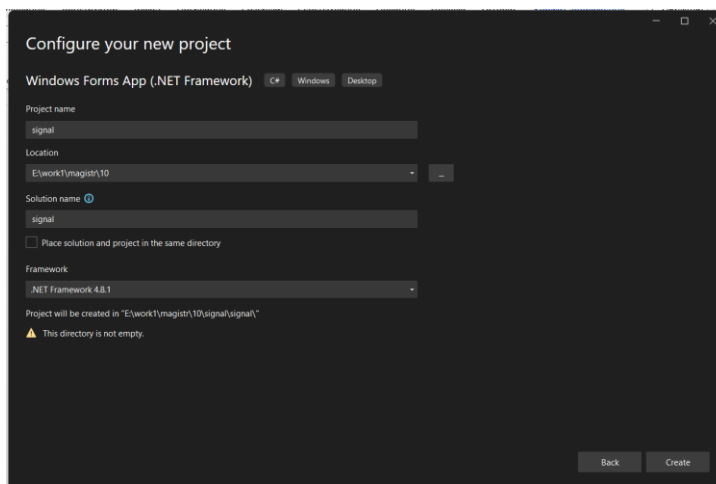 Configure your new project
Windows Forms App (.NET Framework) C# Windows Desktop
Project name
signal
Location
E:\work1\magistr\10
...
Solution name
signal
Place solution and project in the same directory
Framework
.NET Framework 4.8.1
Project will be created in "E:\work1\magistr\10\signal\signal\"
This directory is not empty.
Back Create